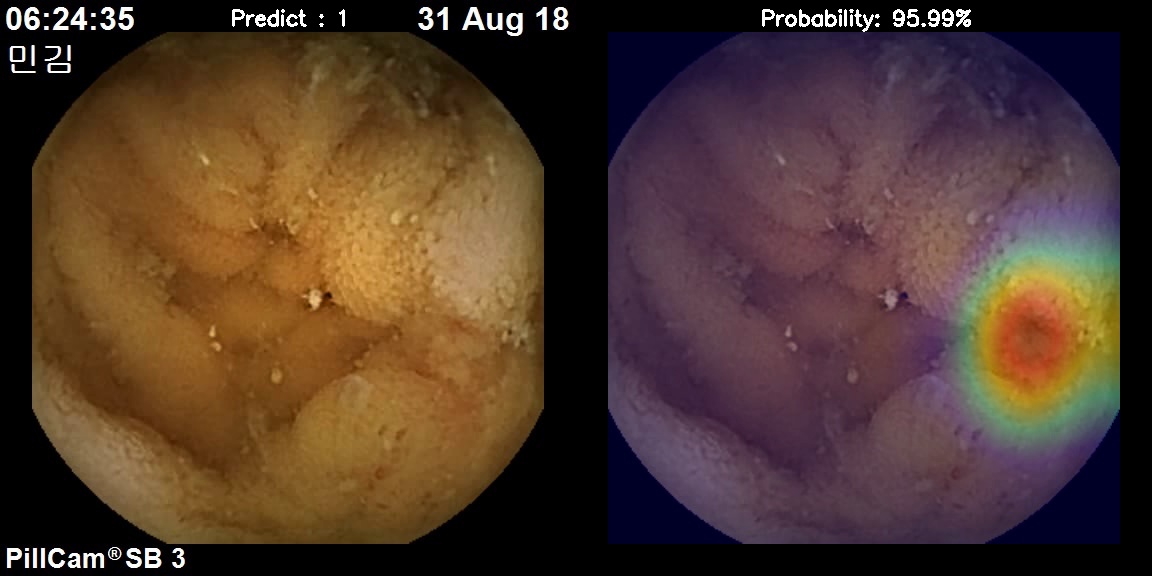 06:24:35 Predict : 1 31 Aug 18 Probability: 95.99%
민김
PillCam® SB 3